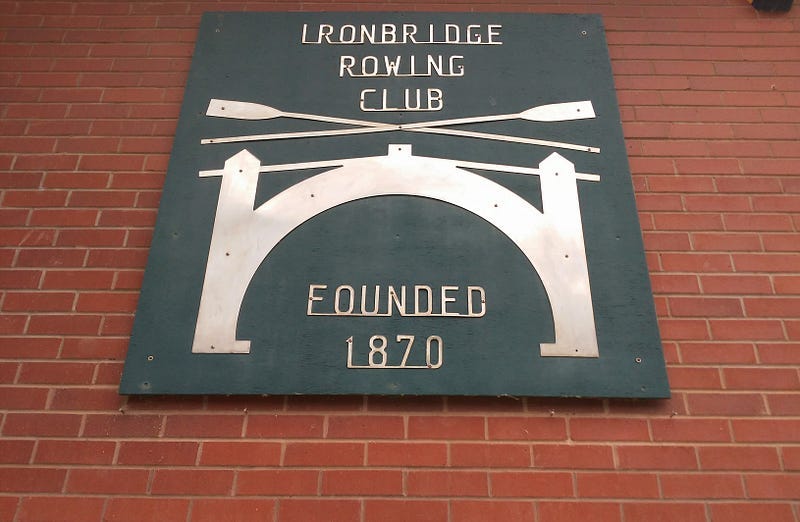 IRONBRIDGE
ROWING
CLUB
FOUNDED
1870